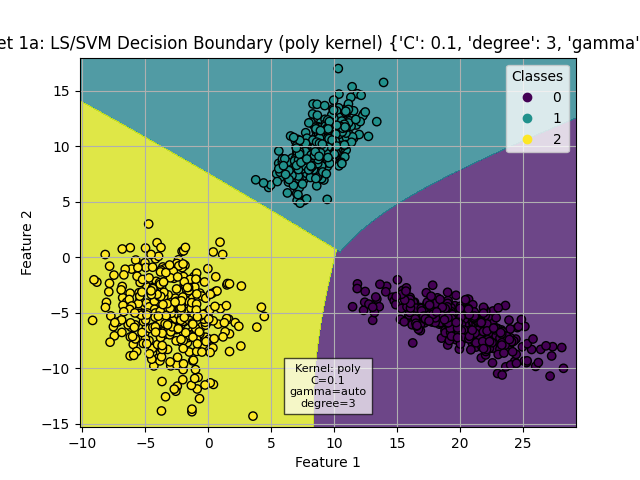 et 1a: LS/SVM Decision Boundary (poly kernel) {'C': 0.1, 'degree': 3, 'gamma'
Classes
0
1
2
15
10
5
0
−5
−10
−15
Feature 2
Kernel: poly
C=0.1
gamma=auto
degree=3
−10 −5 0 5 10 15 20 25
Feature 1